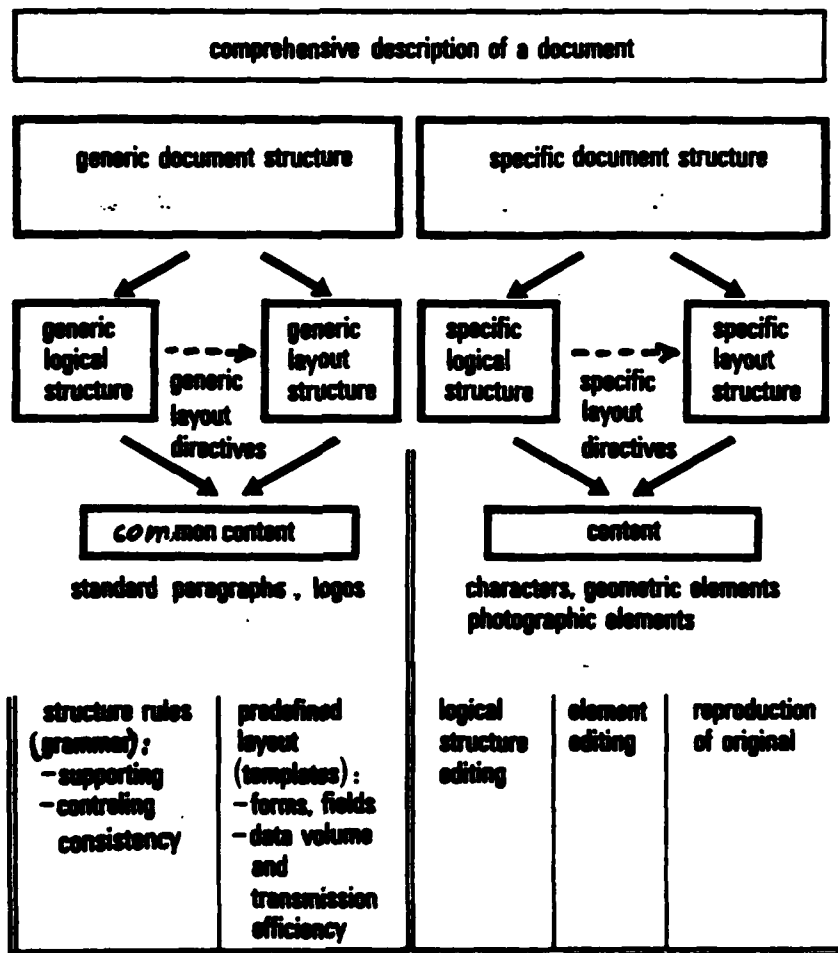 comprehensive description of a document
generic document structure
specific document structure
generic
logical
structure
generic
layout
directives
generic
layout
structure
specific
logical
structure
specific
layout
directives
specific
layout
structure
common content
standard paragraphs, logos
content
characters, geometric elements
photographic elements
structure rules
(grammer):
-supporting
-controling
consistency
predefined
layout
(templates):
-forms, fields
-data volume
and
transmission
efficiency
logical
structure
editing
element
editing
reproduction
of original